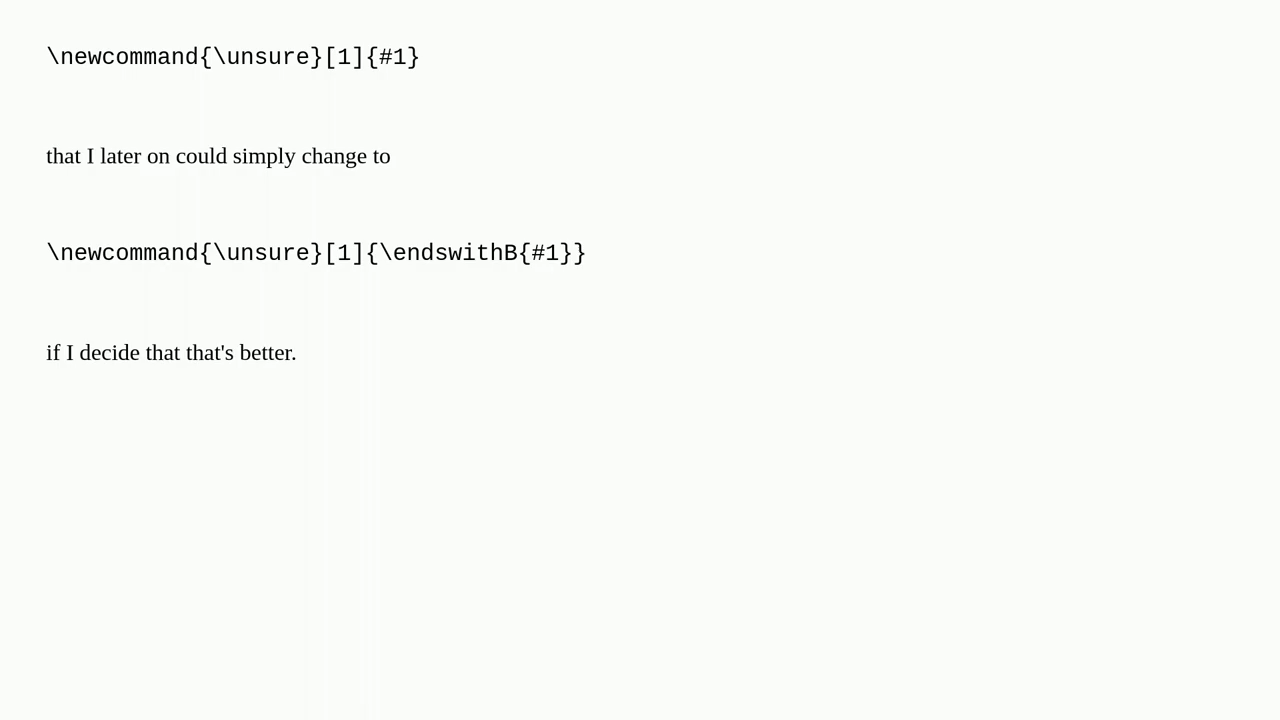 \newcommand{\unsure}[1]{#1}
that I later on could simply change to
\newcommand{\unsure}[1]{\endswithB{#1}}
if I decide that that's better.